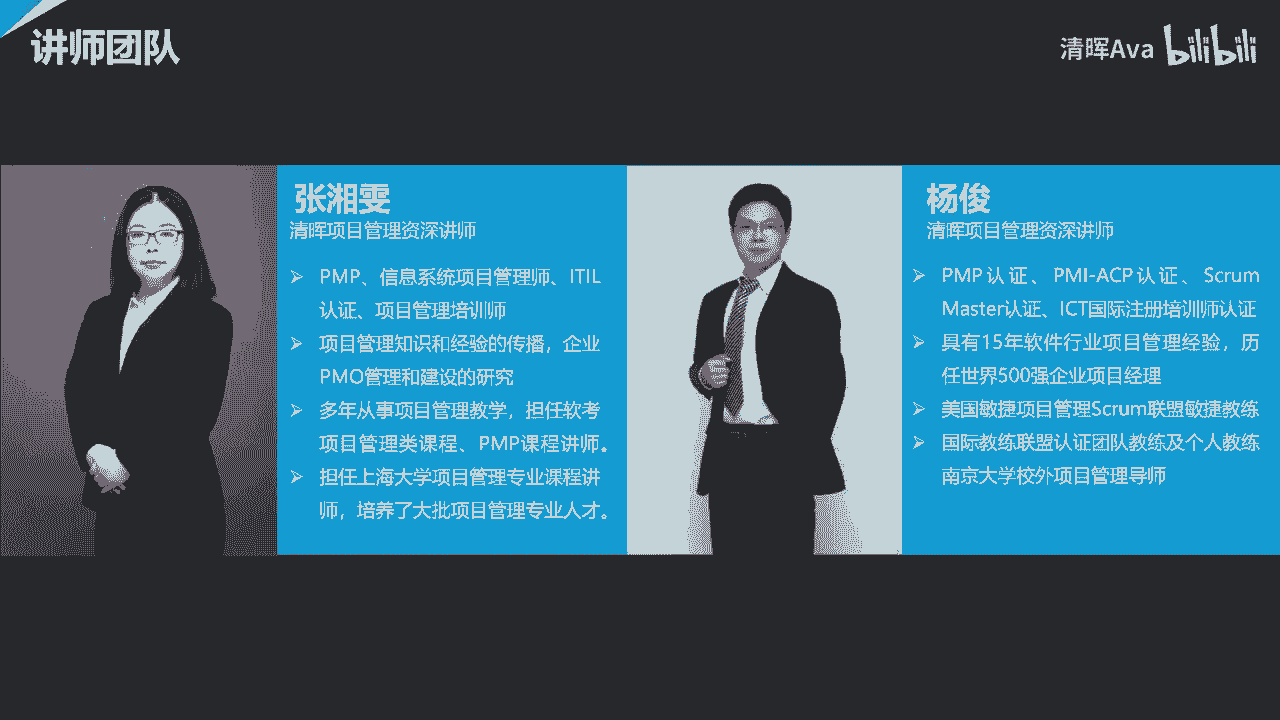 讲师团队
清晖Ava bilibili
张湘雯
清晖项目管理资深讲师
➢ PMP、信息系统项目管理师、ITIL
认证、项目管理培训师
➢ 项目管理知识和经验的传播，企业
PMO管理和建设的研究
➢ 多年从事项目管理教学，担任软考
项目管理类课程、PMP课程讲师。
➢ 担任上海大学项目管理专业课程讲
师，培养了大批项目管理专业人才。
杨俊
清晖项目管理资深讲师
➢ PMP认证、PMI-ACP认证、Scrum
Master认证、ICT国际注册培训师认证
➢ 具有15年软件行业项目管理经验，历
任世界500强企业项目经理
➢ 美国敏捷项目管理Scrum联盟敏捷教练
➢ 国际教练联盟认证团队教练及个人教练
南京大学校外项目管理导师